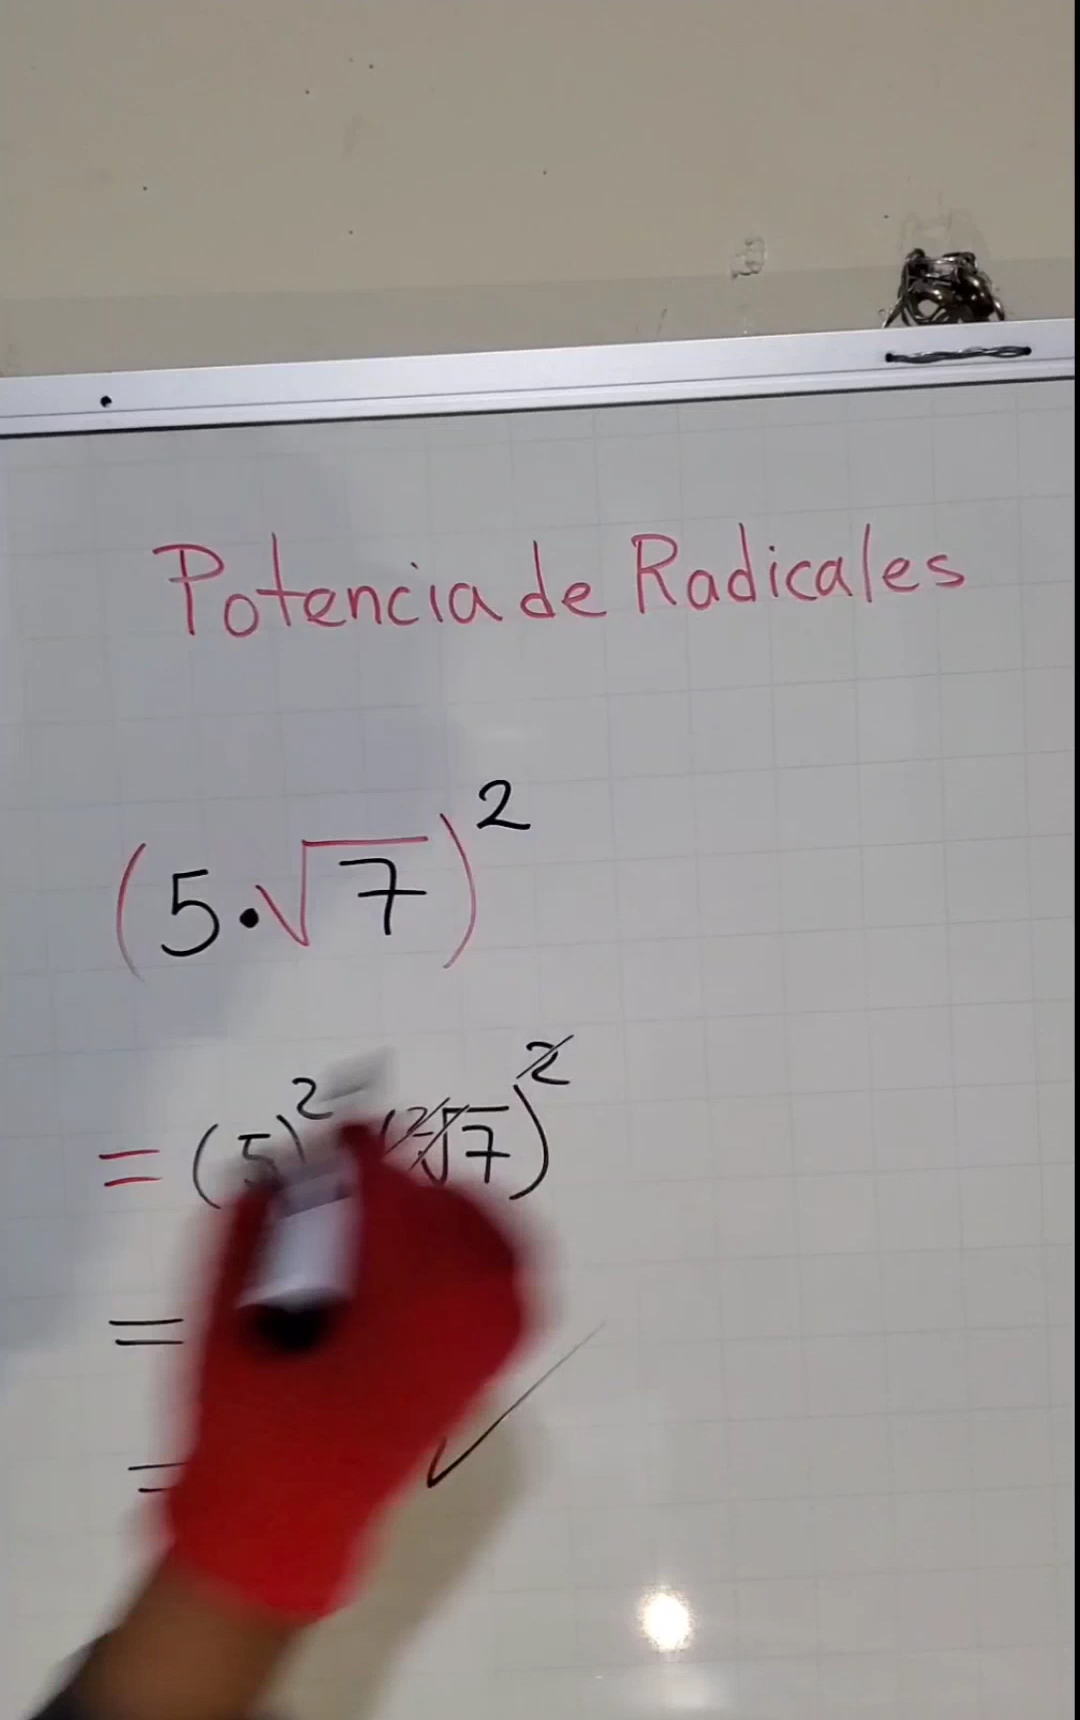 Potencia de Radicales
(5·√7)²
= (5)² (²√7)²
=
=